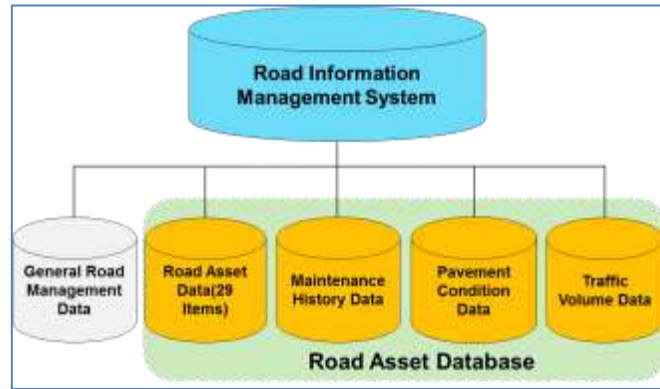 Road Information
Management System
General Road
Management
Data
Road Asset
Data(29
Items)
Maintenance
History Data
Pavement
Condition
Data
Traffic
Volume Data
Road Asset Database